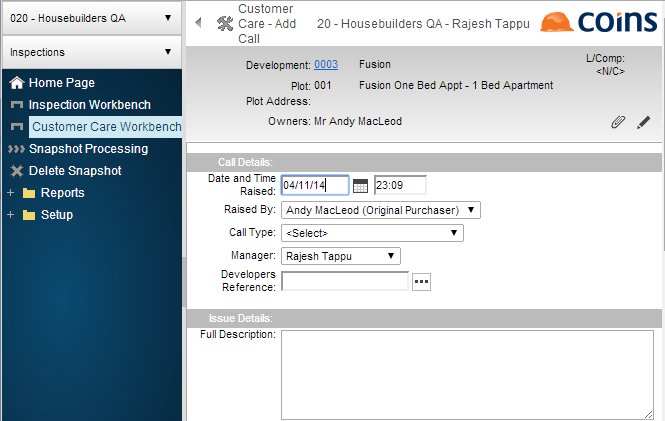 020 - Housebuilders QA
Inspections
Home Page
Inspection Workbench
Customer Care Workbench
Snapshot Processing
Delete Snapshot
Reports
Setup
Customer
Care - Add
Call
20 - Housebuilders QA - Rajesh Tappu
coins
Development: 0003 Fusion
L/Comp:
<N/C>
Plot: 001 Fusion One Bed Appt - 1 Bed Apartment
Plot Address:
Owners: Mr Andy MacLeod
Call Details:
Date and Time
Raised: 04/11/14 23:09
Raised By: Andy MacLeod (Original Purchaser)
Call Type: <Select>
Manager: Rajesh Tappu
Developers
Reference:
Issue Details:
Full Description: